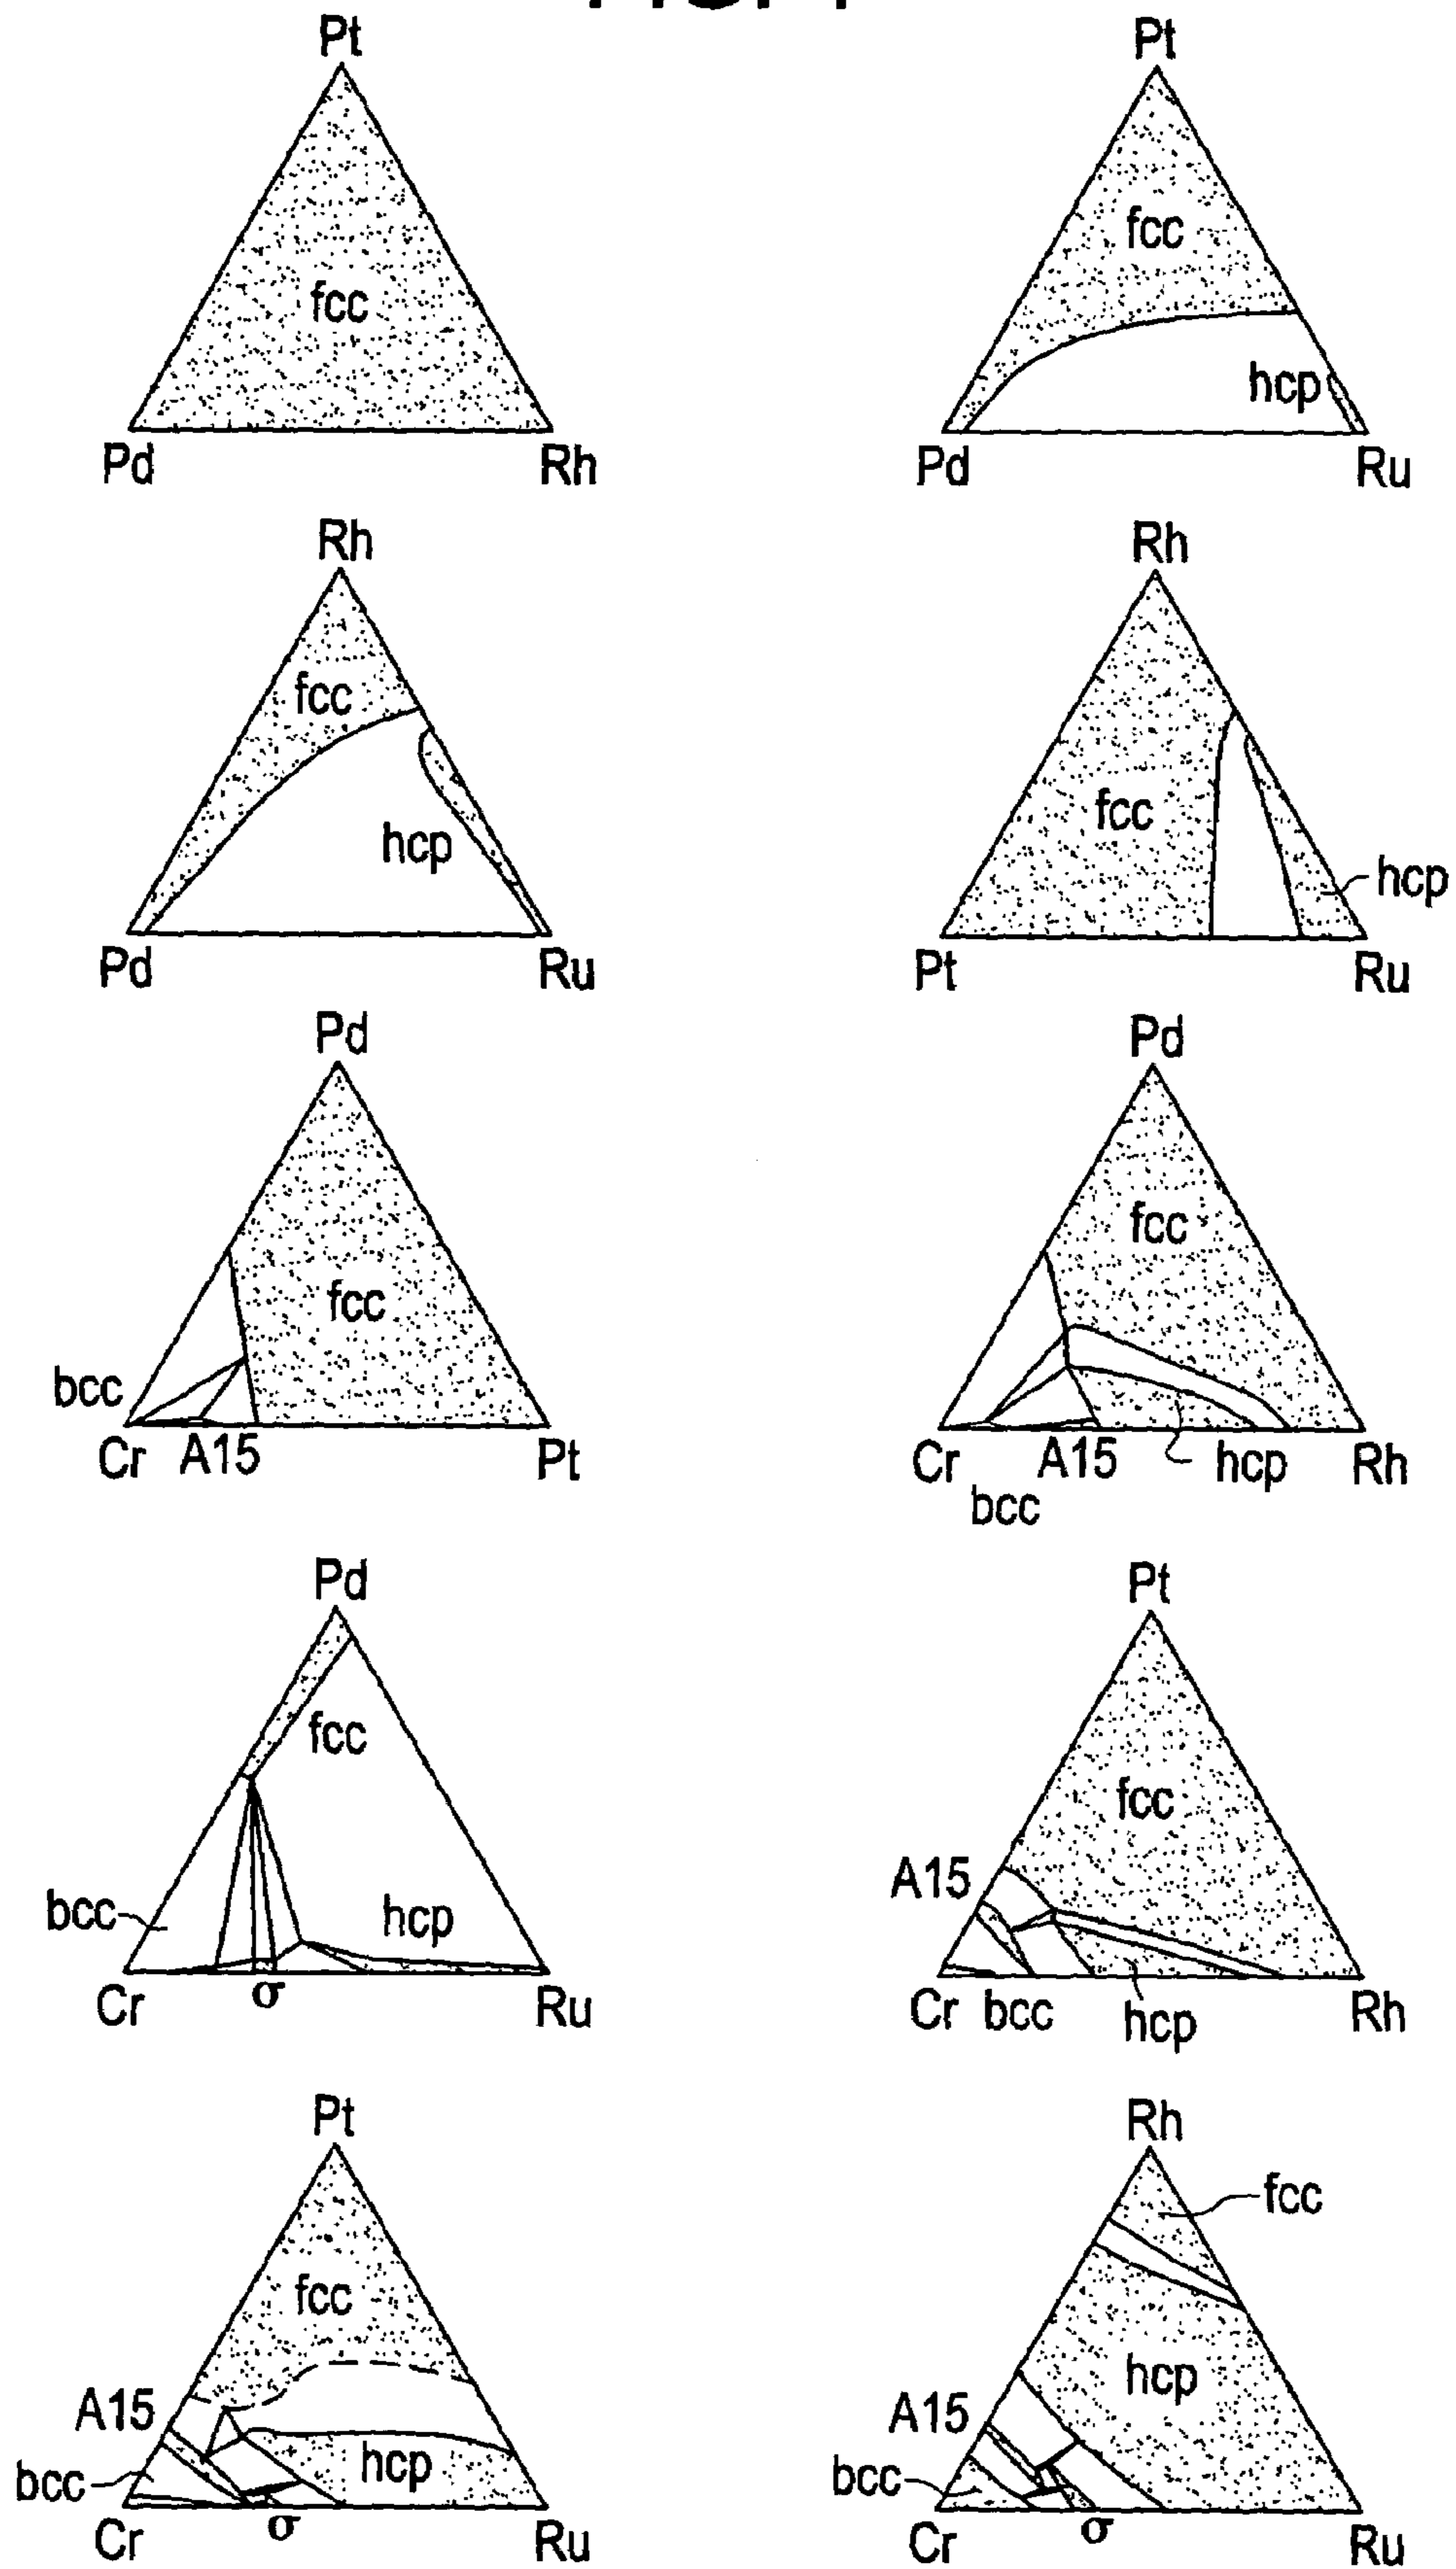 Pt Pt
fcc
fcc
hcp
Pd Rh Pd Ru
Rh Rh
fcc
fcc
hcp
hcp
Pd Ru Pt Ru
Pd Pd
fcc
fcc
bcc
Cr A15 Pt Cr A15 hcp Rh
bcc
Pd Pt
fcc
fcc
A15
bcc hcp
Cr σ Ru Cr bcc hcp Rh
Pt Rh
fcc
fcc
hcp
A15 A15
hcp
bcc bcc
Cr σ Ru Cr σ Ru